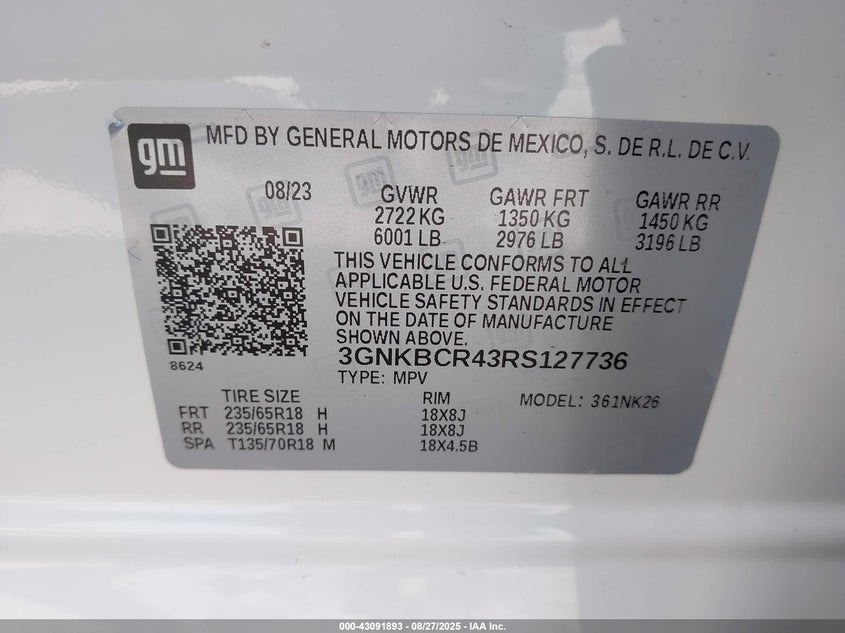 gm
MFD BY GENERAL MOTORS DE MEXICO, S. DE R.L. DE C.V.
08/23 GVWR GAWR FRT GAWR RR
2722 KG 1350 KG 1450 KG
6001 LB 2976 LB 3196 LB
THIS VEHICLE CONFORMS TO ALL
APPLICABLE U.S. FEDERAL MOTOR
VEHICLE SAFETY STANDARDS IN EFFECT
ON THE DATE OF MANUFACTURE
SHOWN ABOVE.
8624
3GNKBCR43RS127736
TYPE: MPV
TIRE SIZE RIM MODEL: 361NK26
FRT 235/65R18 H 18X8J
RR 235/65R18 H 18X8J
SPA T135/70R18 M 18X4.5B
000-43091893 — 08/27/2025 - IAA Inc.